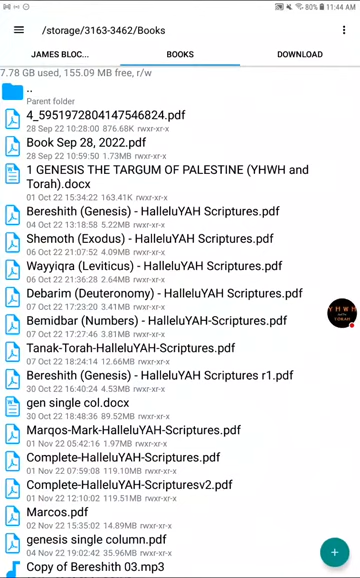 80% 11:44 AM
/storage/3163-3462/Books
JAMES BLOC... BOOKS DOWNLOAD
7.78 GB used, 155.09 MB free, r/w
..
Parent folder
4_5951972804147546824.pdf
28 Sep 22 10:28:00 876.68K rwxr-xr-x
Book Sep 28, 2022.pdf
28 Sep 22 10:59:50 1.73MB rwxr-xr-x
1 GENESIS THE TARGUM OF PALESTINE (YHWH and
Torah).docx
01 Oct 22 15:34:22 163.41K rwxr-xr-x
Bereshith (Genesis) - HalleluYAH Scriptures.pdf
04 Oct 22 13:18:58 5.22MB rwxr-xr-x
Shemoth (Exodus) - HalleluYAH Scriptures.pdf
06 Oct 22 21:07:52 4.09MB rwxr-xr-x
Wayyiqra (Leviticus) - HalleluYAH Scriptures.pdf
06 Oct 22 21:36:28 2.64MB rwxr-xr-x
Debarim (Deuteronomy) - HalleluYAH Scriptures.pdf
07 Oct 22 17:23:20 3.41MB rwxr-xr-x
Bemidbar (Numbers) - HalleluYAH-Scriptures.pdf
07 Oct 22 17:27:46 3.81MB rwxr-xr-x
YHWH
TORAH
Tanak-Torah-HalleluYAH-Scriptures.pdf
07 Oct 22 18:24:14 12.66MB rwxr-xr-x
Bereshith (Genesis) - HalleluYAH Scriptures r1.pdf
30 Oct 22 16:40:24 4.53MB rwxr-xr-x
gen single col.docx
30 Oct 22 18:48:36 89.52MB rwxr-xr-x
Marqos-Mark-HalleluYAH-Scriptures.pdf
01 Nov 22 05:42:16 1.97MB rwxr-xr-x
Complete-HalleluYAH-Scriptures.pdf
01 Nov 22 07:59:08 119.10MB rwxr-xr-x
Complete-HalleluYAH-Scripturesv2.pdf
01 Nov 22 12:10:02 119.51MB rwxr-xr-x
Marcos.pdf
02 Nov 22 15:35:02 14.89MB rwxr-xr-x
genesis single column.pdf
04 Nov 22 19:02:42 35.96MB rwxr-xr-x
Copy of Bereshith 03.mp3